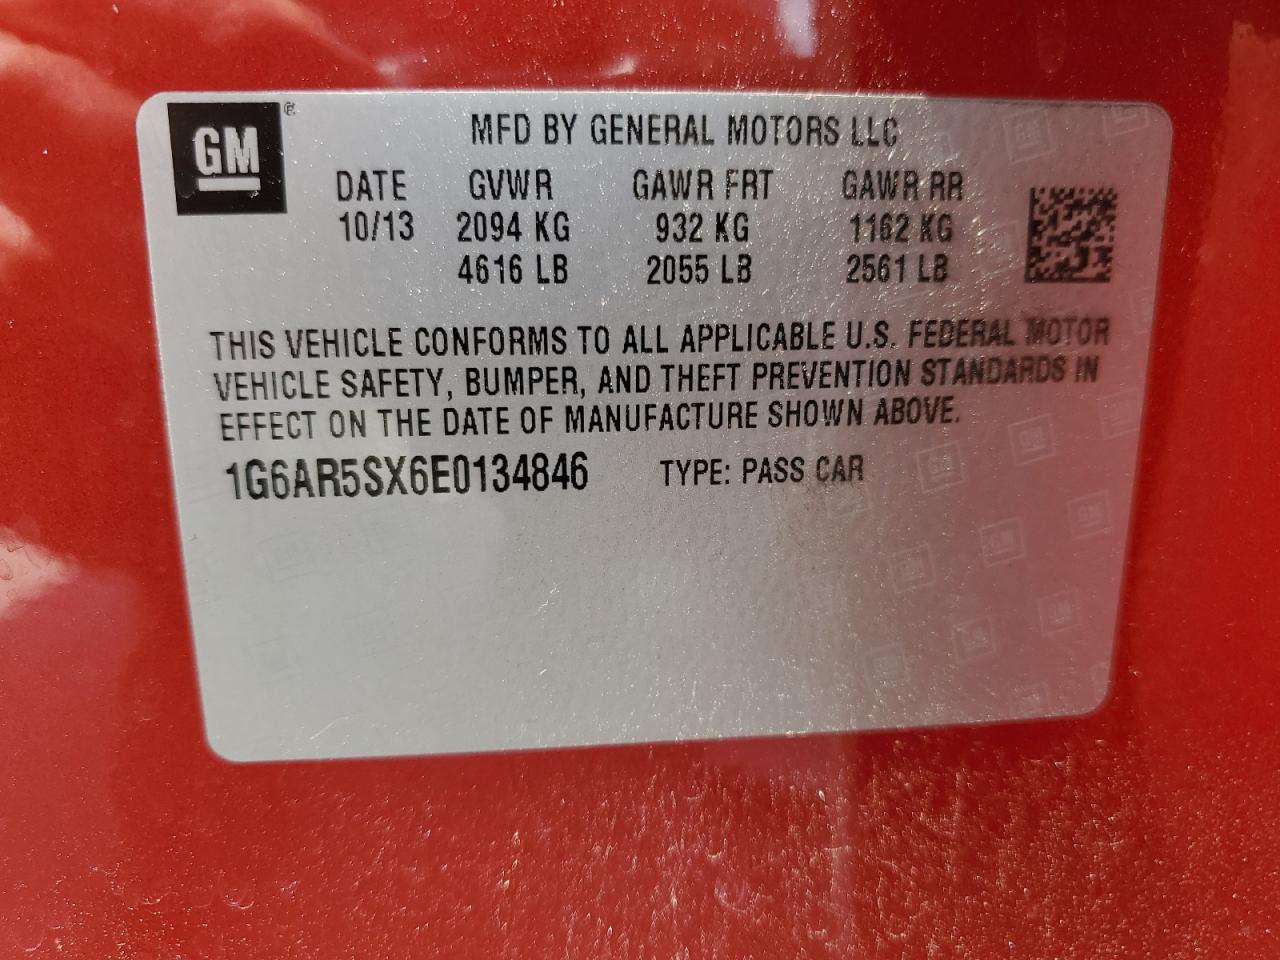 GM ®
MFD BY GENERAL MOTORS LLC
DATE GVWR GAWR FRT GAWR RR
10/13 2094 KG 932 KG 1162 KG
4616 LB 2055 LB 2561 LB
THIS VEHICLE CONFORMS TO ALL APPLICABLE U.S. FEDERAL MOTOR
VEHICLE SAFETY, BUMPER, AND THEFT PREVENTION STANDARDS IN
EFFECT ON THE DATE OF MANUFACTURE SHOWN ABOVE.
1G6AR5SX6E0134846 TYPE: PASS CAR